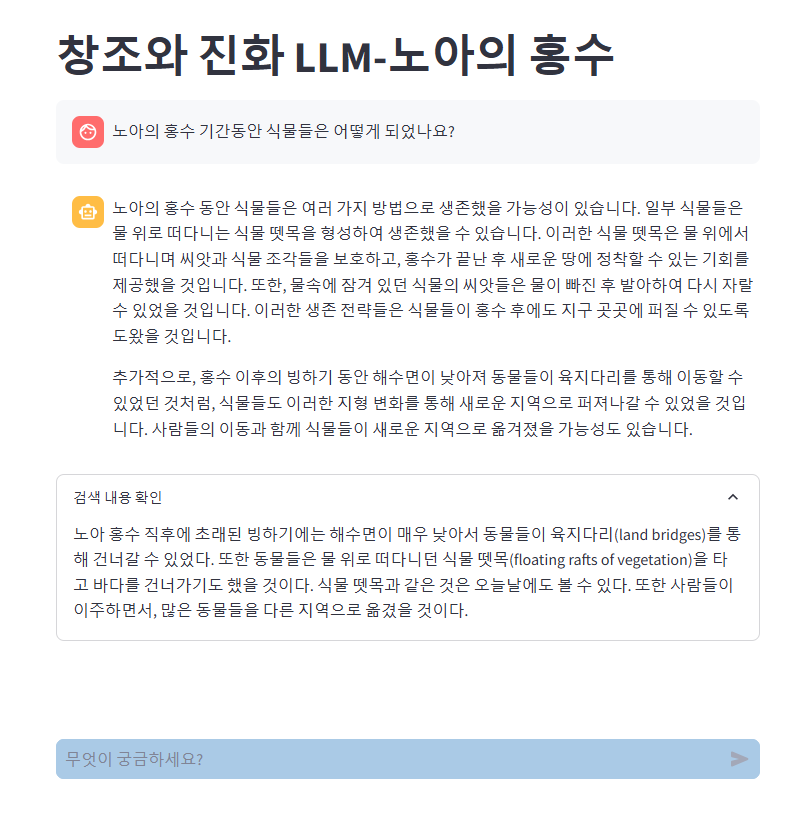 창조와 진화 LLM-노아의 홍수
노아의 홍수 기간동안 식물들은 어떻게 되었나요?
노아의 홍수 동안 식물들은 여러 가지 방법으로 생존했을 가능성이 있습니다. 일부 식물들은
물 위로 떠다니는 식물 뗏목을 형성하여 생존했을 수 있습니다. 이러한 식물 뗏목은 물 위에서
떠다니며 씨앗과 식물 조각들을 보호하고, 홍수가 끝난 후 새로운 땅에 정착할 수 있는 기회를
제공했을 것입니다. 또한, 물속에 잠겨 있던 식물의 씨앗들은 물이 빠진 후 발아하여 다시 자랄
수 있었을 것입니다. 이러한 생존 전략들은 식물들이 홍수 후에도 지구 곳곳에 퍼질 수 있도록
도왔을 것입니다.
추가적으로, 홍수 이후의 빙하기 동안 해수면이 낮아져 동물들이 육지다리를 통해 이동할 수
있었던 것처럼, 식물들도 이러한 지형 변화를 통해 새로운 지역으로 퍼져나갈 수 있었을 것입
니다. 사람들의 이동과 함께 식물들이 새로운 지역으로 옮겨졌을 가능성도 있습니다.
검색 내용 확인
노아 홍수 직후에 초래된 빙하기에는 해수면이 매우 낮아서 동물들이 육지다리(land bridges)를 통
해 건너갈 수 있었다. 또한 동물들은 물 위로 떠다니던 식물 뗏목(floating rafts of vegetation)을 타
고 바다를 건너가기도 했을 것이다. 식물 뗏목과 같은 것은 오늘날에도 볼 수 있다. 또한 사람들이
이주하면서, 많은 동물들을 다른 지역으로 옮겼을 것이다.
무엇이 궁금하세요?